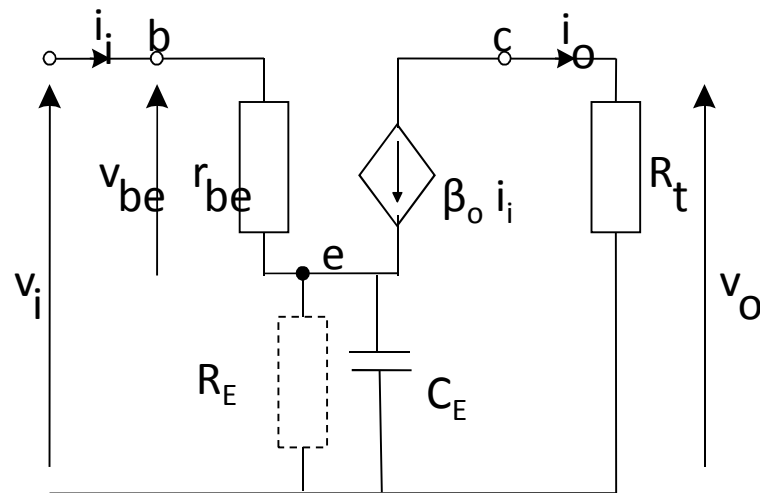 i_i
b
c
i_o
v_be
r_be
β_o i_i
R_t
e
v_i
v_o
R_E
C_E